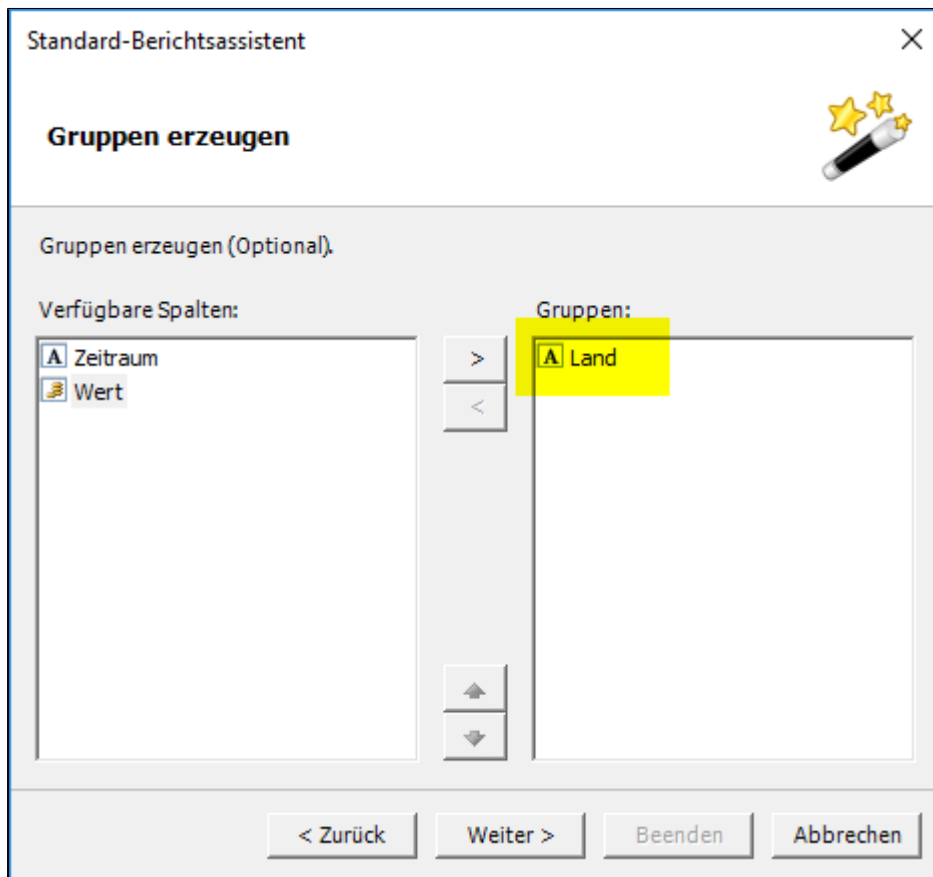 Standard-Berichtsassistent
Gruppen erzeugen
Gruppen erzeugen (Optional).
Verfügbare Spalten:
Gruppen:
A Zeitraum
Wert
>
<
A Land
< Zurück
Weiter >
Beenden
Abbrechen